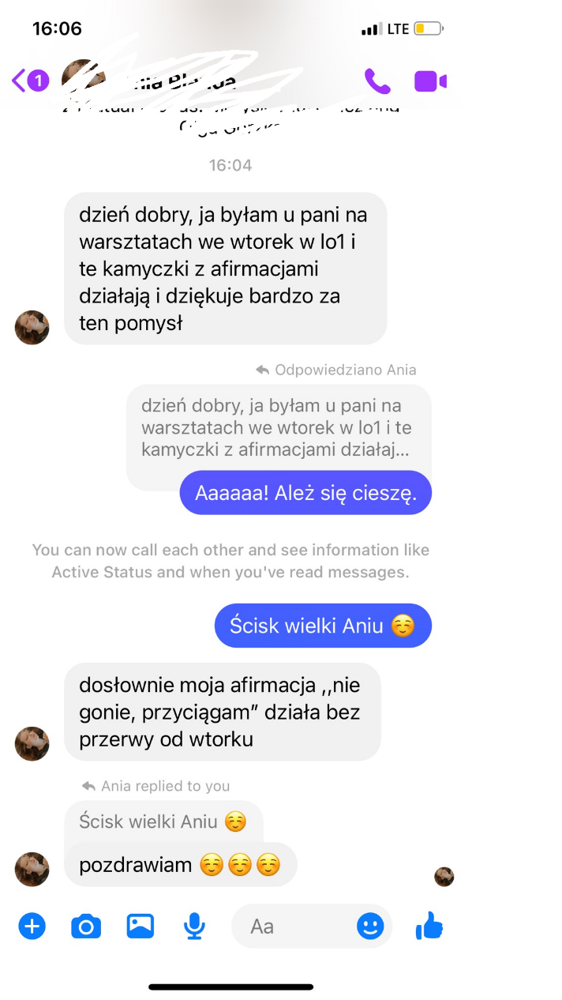 16:06
LTE
1
16:04
dzień dobry, ja byłam u pani na
warsztatach we wtorek w lo1 i
te kamyczki z afirmacjami
działają i dziękuje bardzo za
ten pomysł
Odpowiedziano Ania
dzień dobry, ja byłam u pani na
warsztatach we wtorek w lo1 i te
kamyczki z afirmacjami działaj...
Aaaaaa! Ależ się cieszę.
You can now call each other and see information like
Active Status and when you've read messages.
Ścisk wielki Aniu ☺️
dosłownie moja afirmacja ,,nie
gonie, przyciągam” działa bez
przerwy od wtorku
Ania replied to you
Ścisk wielki Aniu ☺️
pozdrawiam ☺️☺️☺️
Aa